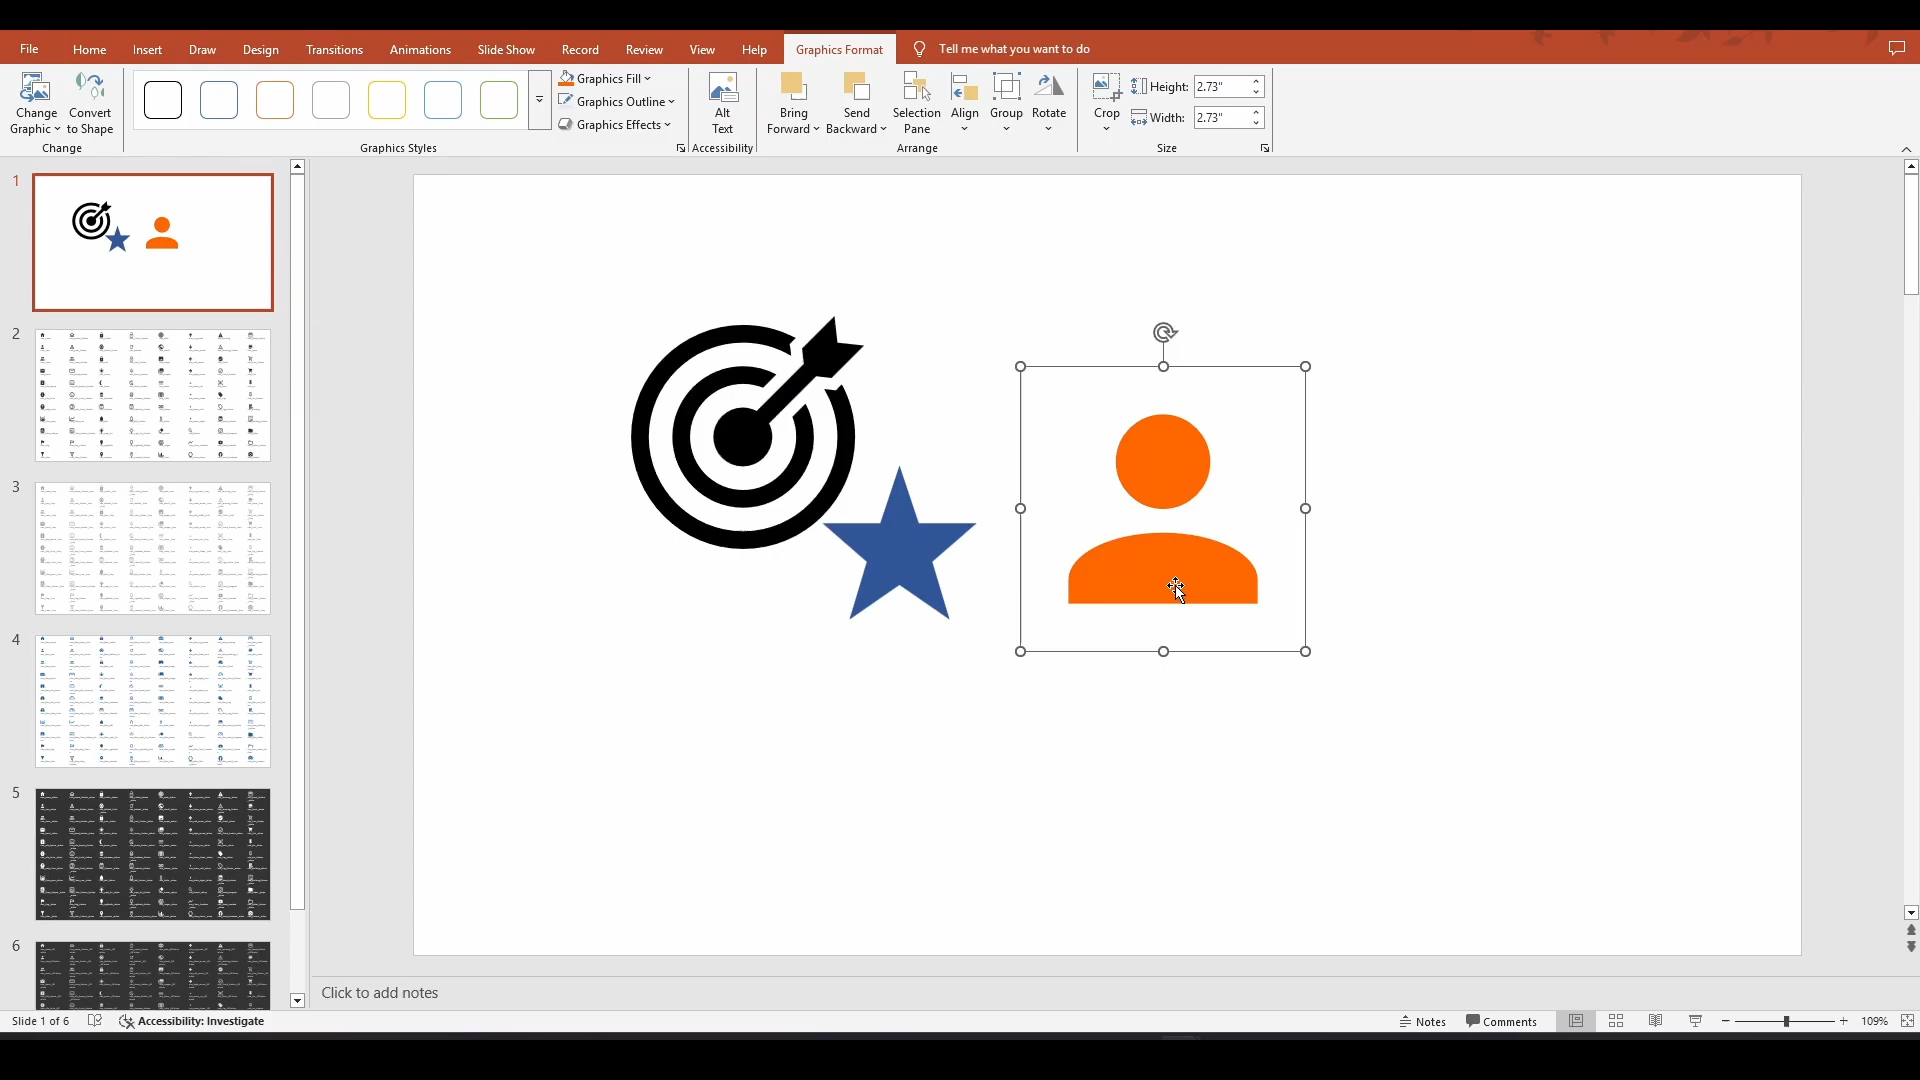 File Home Insert Draw Design Transitions Animations Slide Show Record Review View Help Graphics Format Tell me what you want to do
Change Graphic
Convert to Shape
Change
Graphics Fill
Graphics Outline
Graphics Effects
Graphics Styles
Alt Text
Accessibility
Bring Forward
Send Backward
Selection Pane
Align
Group
Rotate
Arrange
Crop
Height: 2.73"
Width: 2.73"
Size
1
2
3
4
5
6
Click to add notes
Slide 1 of 6 Accessibility: Investigate Notes Comments 109%